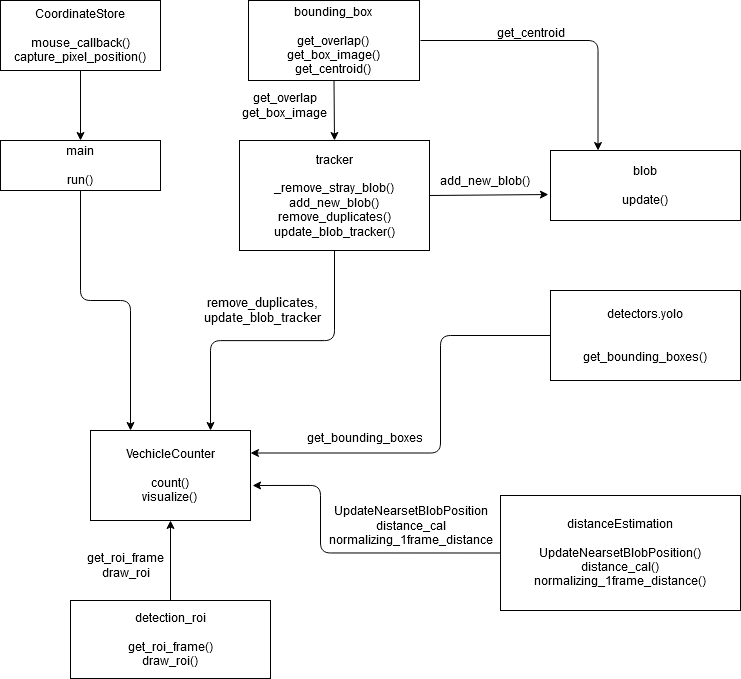 CoordinateStore
mouse_callback()
capture_pixel_position()
bounding_box
get_overlap()
get_box_image()
get_centroid()
get_centroid
get_overlap
get_box_image
main
run()
tracker
_remove_stray_blob()
add_new_blob()
remove_duplicates()
update_blob_tracker()
add_new_blob()
blob
update()
remove_duplicates,
update_blob_tracker
detectors.yolo
get_bounding_boxes()
get_bounding_boxes
VechicleCounter
count()
visualize()
UpdateNearsetBlobPosition
distance_cal
normalizing_1frame_distance
distanceEstimation
UpdateNearsetBlobPosition()
distance_cal()
normalizing_1frame_distance()
get_roi_frame
draw_roi
detection_roi
get_roi_frame()
draw_roi()